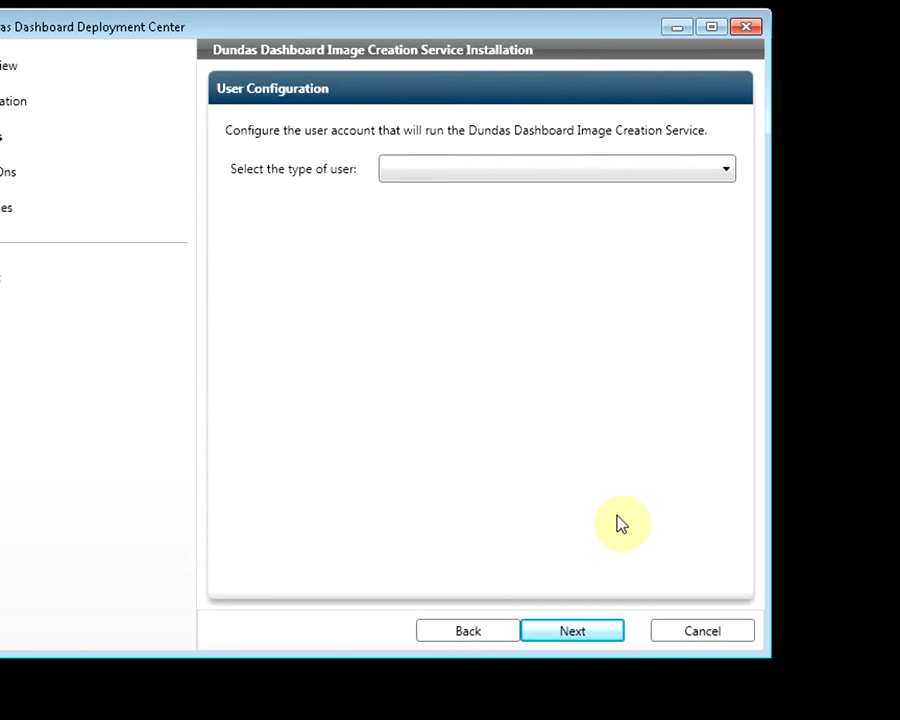 as Dashboard Deployment Center
Dundas Dashboard Image Creation Service Installation
iew
ation
s
Ons
es
User Configuration
Configure the user account that will run the Dundas Dashboard Image Creation Service.
Select the type of user:
Back
Next
Cancel